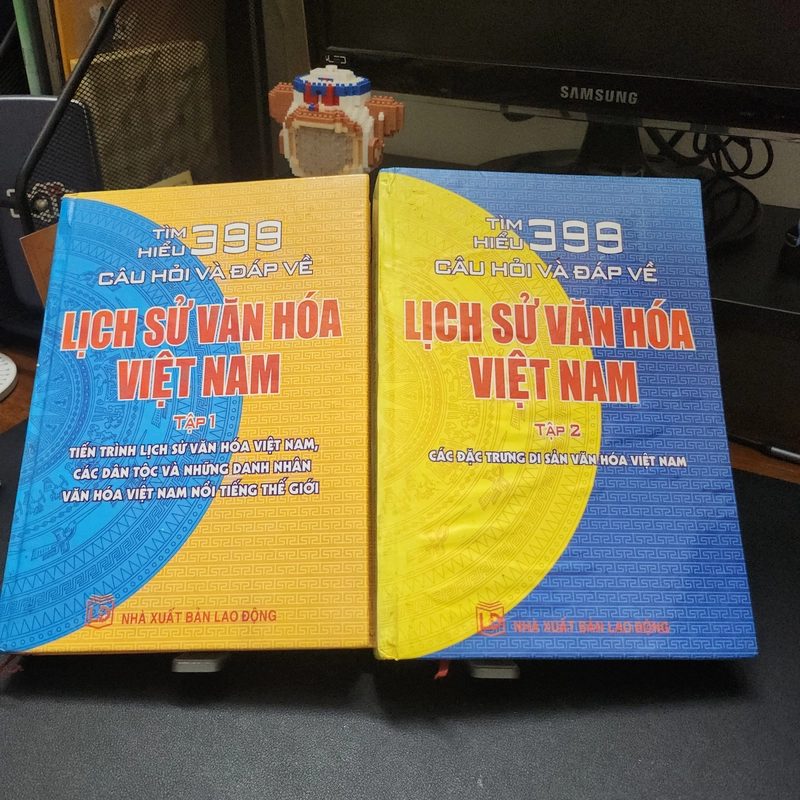 SAMSUNG
TÌM
HIỂU 399
CÂU HỎI VÀ ĐÁP VỀ
LỊCH SỬ VĂN HÓA
VIỆT NAM
TẬP 1
TIẾN TRÌNH LỊCH SỬ VĂN HÓA VIỆT NAM,
CÁC DÂN TỘC VÀ NHỮNG DANH NHÂN
VĂN HÓA VIỆT NAM NỔI TIẾNG THẾ GIỚI
LĐ
NHÀ XUẤT BẢN LAO ĐỘNG
TÌM
HIỂU 399
CÂU HỎI VÀ ĐÁP VỀ
LỊCH SỬ VĂN HÓA
VIỆT NAM
TẬP 2
CÁC ĐẶC TRƯNG DI SẢN VĂN HÓA VIỆT NAM
LĐ
NHÀ XUẤT BẢN LAO ĐỘNG